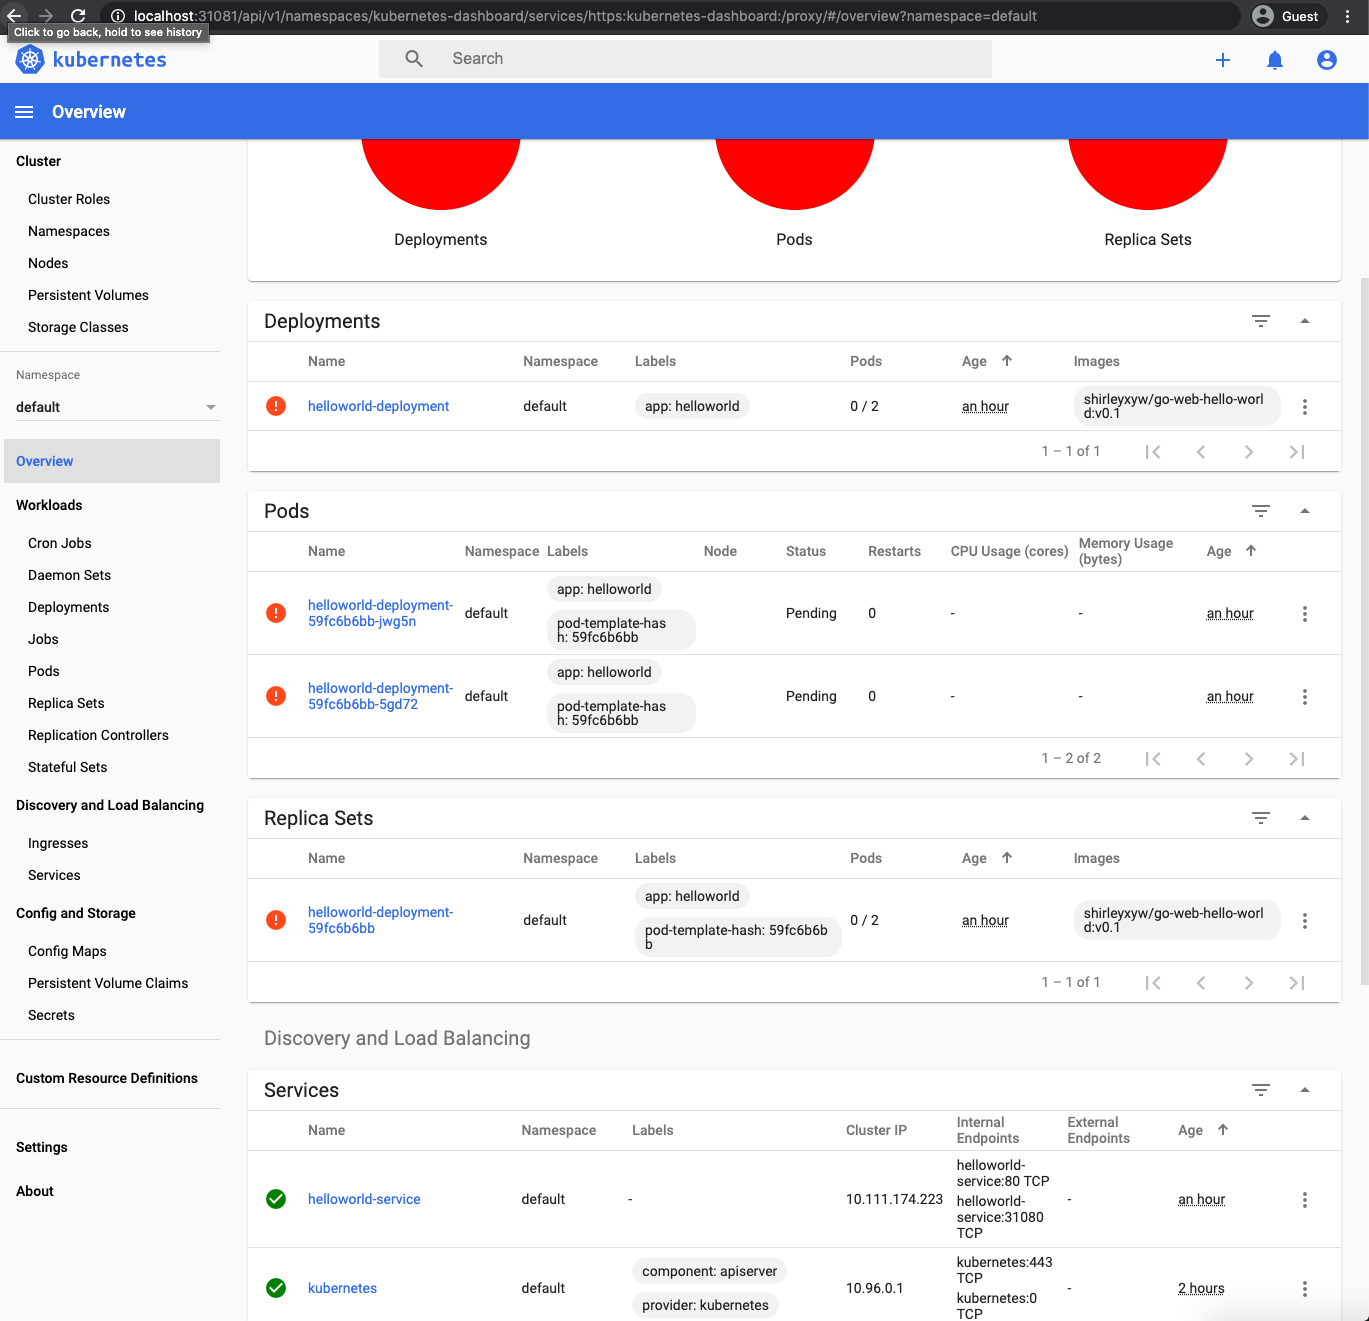 localhost:31081/api/v1/namespaces/kubernetes-dashboard/services/https:kubernetes-dashboard:/proxy/#/overview?namespace=default
Guest
Click to go back, hold to see history
kubernetes
Search
Overview
Cluster
Cluster Roles
Namespaces
Nodes
Persistent Volumes
Storage Classes
Namespace
default
Overview
Workloads
Cron Jobs
Daemon Sets
Deployments
Jobs
Pods
Replica Sets
Replication Controllers
Stateful Sets
Discovery and Load Balancing
Ingresses
Services
Config and Storage
Config Maps
Persistent Volume Claims
Secrets
Custom Resource Definitions
Settings
About
Deployments Pods Replica Sets
Deployments
Name Namespace Labels Pods Age Images
helloworld-deployment default app: helloworld 0 / 2 an hour shirleyxyw/go-web-hello-worl
d:v0.1
1 – 1 of 1
Pods
Name Namespace Labels Node Status Restarts CPU Usage (cores) Memory Usage
(bytes) Age
helloworld-deployment-
59fc6b6bb-jwg5n default app: helloworld
pod-template-has
h: 59fc6b6bb Pending 0 - - an hour
helloworld-deployment-
59fc6b6bb-5gd72 default app: helloworld
pod-template-has
h: 59fc6b6bb Pending 0 - - an hour
1 – 2 of 2
Replica Sets
Name Namespace Labels Pods Age Images
helloworld-deployment-
59fc6b6bb default app: helloworld
pod-template-hash: 59fc6b6b
b 0 / 2 an hour shirleyxyw/go-web-hello-worl
d:v0.1
1 – 1 of 1
Discovery and Load Balancing
Services
Name Namespace Labels Cluster IP Internal
Endpoints External
Endpoints Age
helloworld-service default - 10.111.174.223 helloworld-
service:80 TCP
helloworld-
service:31080
TCP - an hour
kubernetes default component: apiserver
provider: kubernetes 10.96.0.1 kubernetes:443
TCP
kubernetes:0
TCP - 2 hours